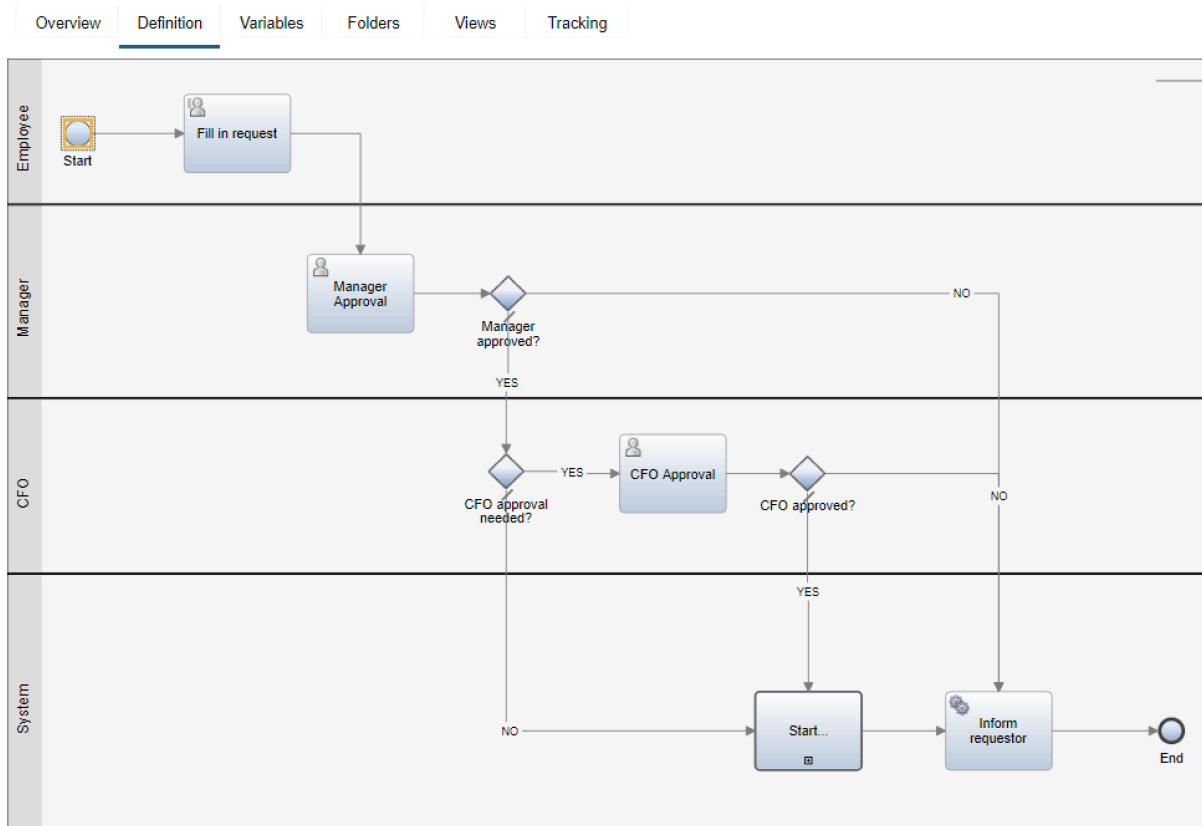 Overview Definition Variables Folders Views Tracking
Employee
Start
Fill in request
Manager
Manager
Approval
Manager
approved?
NO
YES
CFO
CFO approval
needed?
YES
CFO Approval
CFO approved?
NO
YES
System
NO
Start...
Inform
requestor
End